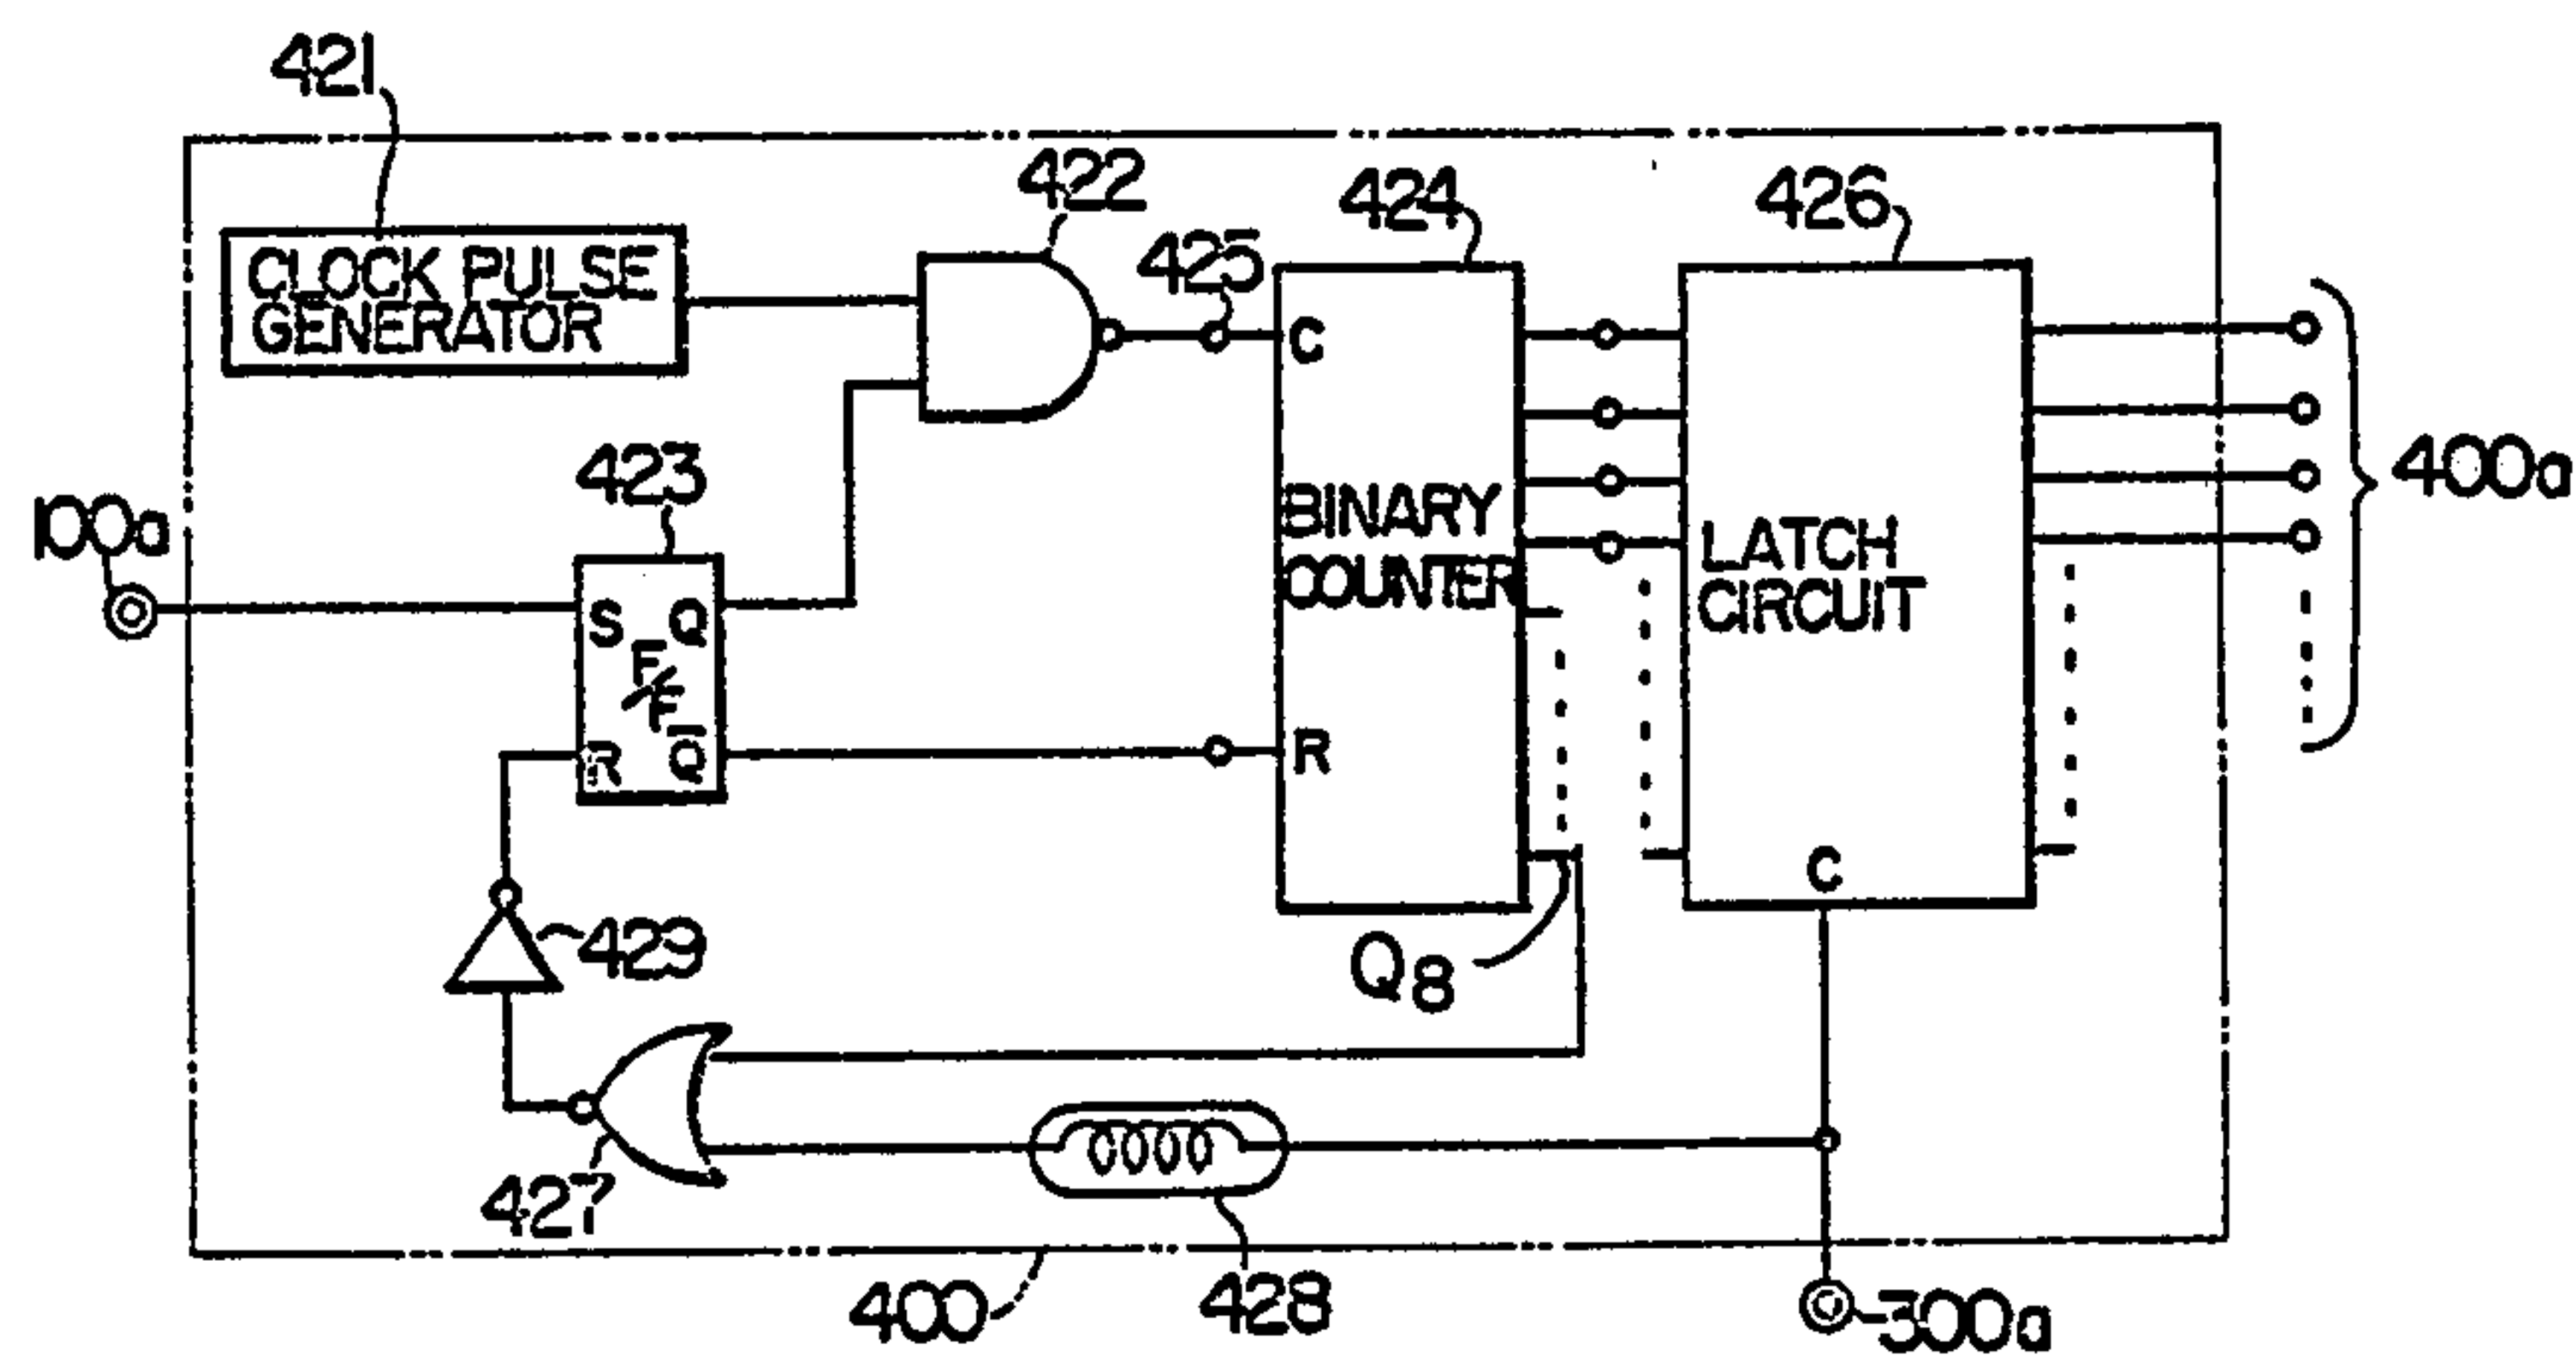 421
422
424
426
425
CLOCK PULSE
GENERATOR
C
400a
423
100a
BINARY
COUNTER
LATCH
CIRCUIT
S Q
F/F
R Q̅
R
C
429
Q8
427
428
400
300a